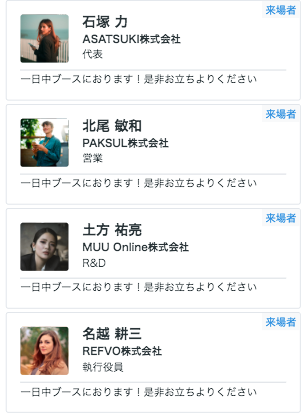 来場者
石塚 力
ASATSUKI株式会社
代表
一日中ブースにおります！是非お立ちよりください
来場者
北尾 敏和
PAKSUL株式会社
営業
一日中ブースにおります！是非お立ちよりください
来場者
土方 祐亮
MUU Online株式会社
R&D
一日中ブースにおります！是非お立ちよりください
来場者
名越 耕三
REFVO株式会社
執行役員
一日中ブースにおります！是非お立ちよりください